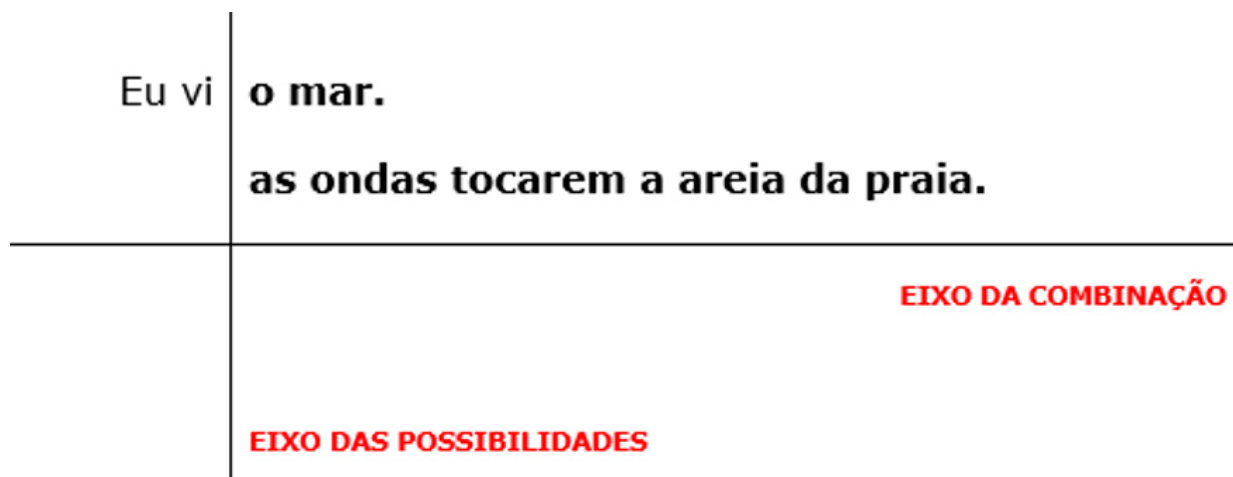 Eu vi o mar.
as ondas tocarem a areia da praia.
EIXO DA COMBINAÇÃO
EIXO DAS POSSIBILIDADES